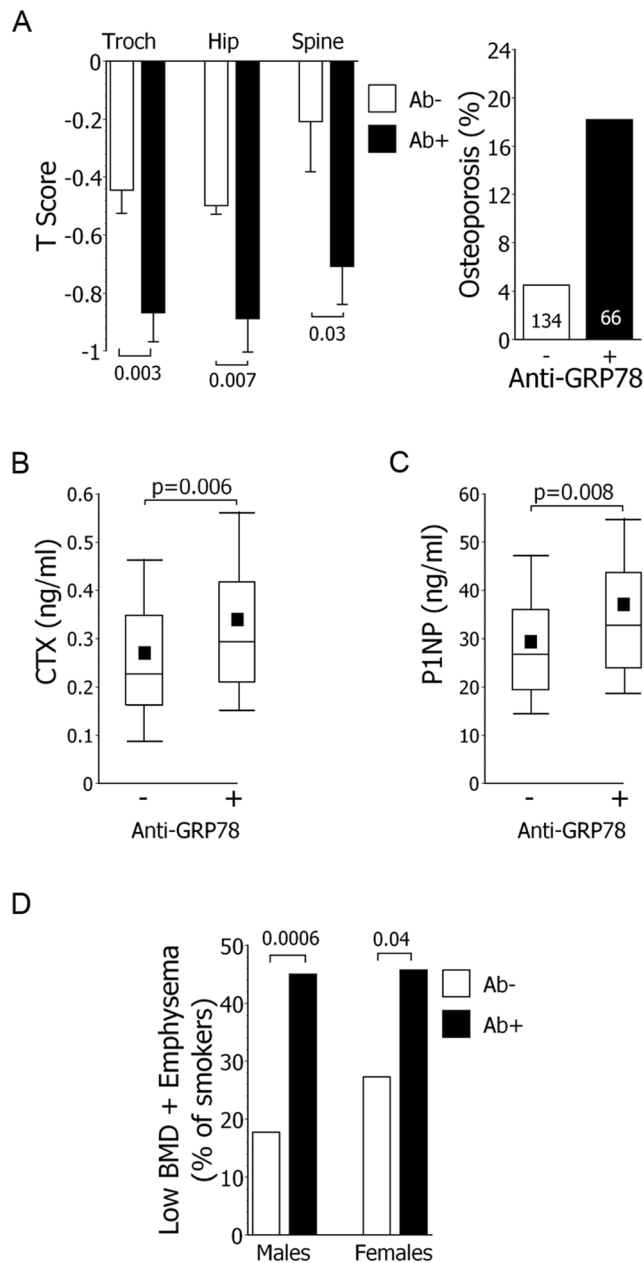 A
Troch Hip Spine
0
-0.2
-0.4
-0.6
-0.8
-1
T Score
0.003
0.007
0.03
Ab-
Ab+
24
20
16
12
8
4
0
Osteoporosis (%)
134
66
- +
Anti-GRP78
B
p=0.006
0.6
0.5
0.4
0.3
0.2
0.1
0
CTX (ng/ml)
- +
Anti-GRP78
C
p=0.008
60
50
40
30
20
10
0
P1NP (ng/ml)
- +
Anti-GRP78
D
0.0006 0.04
50
40
30
20
10
0
Low BMD + Emphysema
(% of smokers)
Ab-
Ab+
Males Females